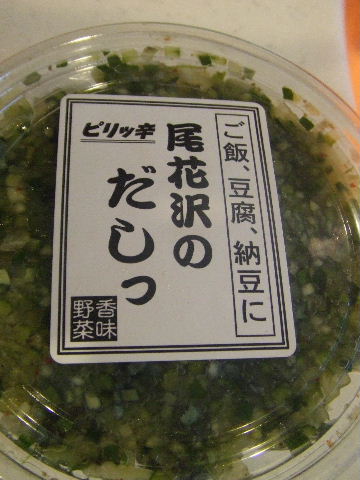 ご飯、豆腐、納豆に
ピリッ辛
尾花沢の
だしっ
香味
野菜